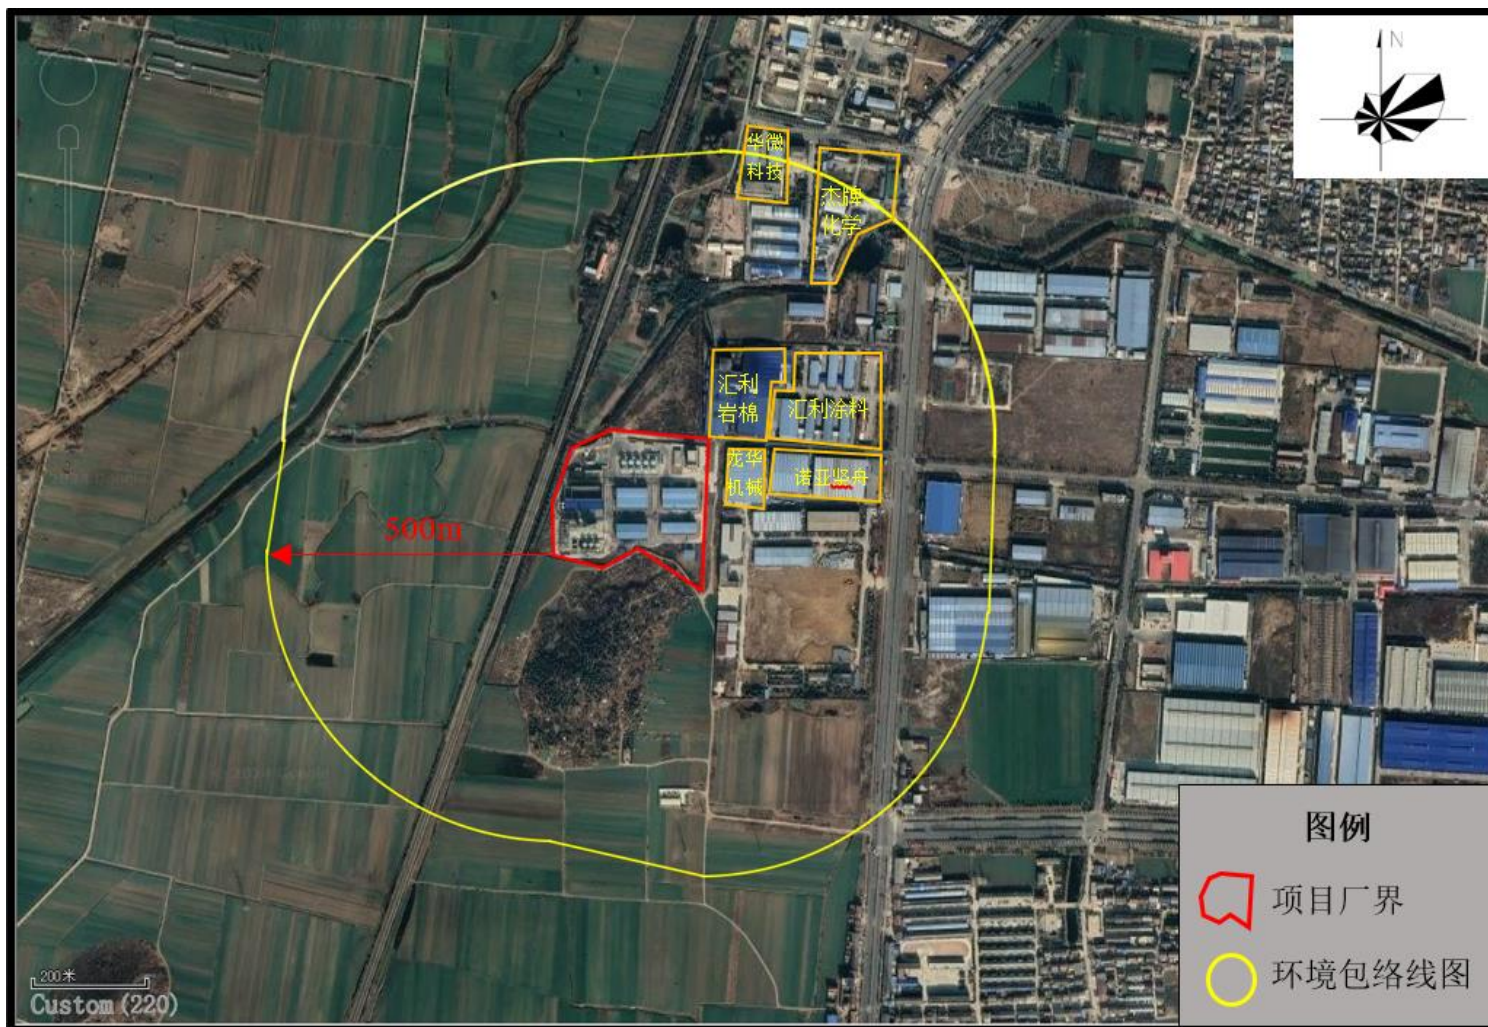 N
华微
科技
杰牌
化学
汇利
岩棉
汇利涂料
龙华
机械
诺亚坚舟
500m
图例
项目厂界
环境包络线图
200米
Custom (220)